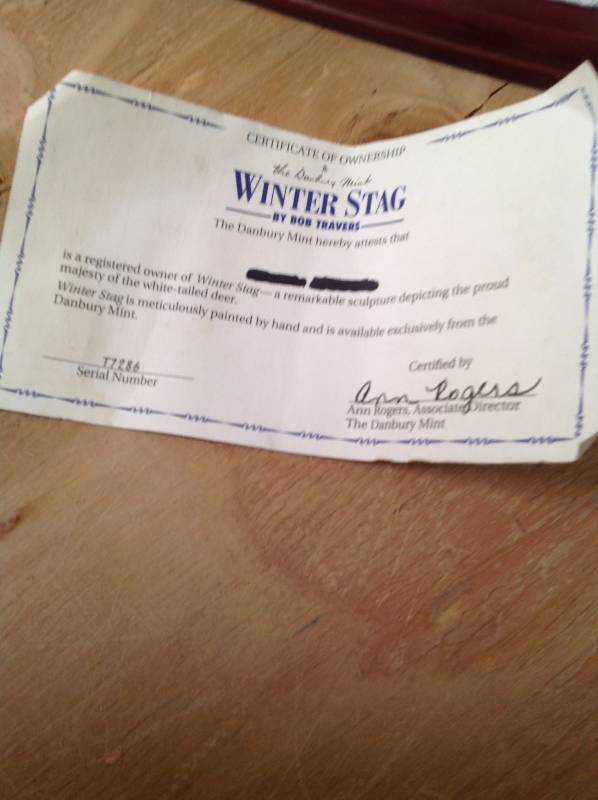 CERTIFICATE OF OWNERSHIP
The Danbury Mint
WINTER STAG
BY BOB TRAVERS
The Danbury Mint hereby attests that
is a registered owner of Winter Stag—a remarkable sculpture depicting the proud
majesty of the white-tailed deer.
Winter Stag is meticulously painted by hand and is available exclusively from the
Danbury Mint.
T7286
Serial Number
Certified by
Ann Rogers
Ann Rogers, Associate Director
The Danbury Mint